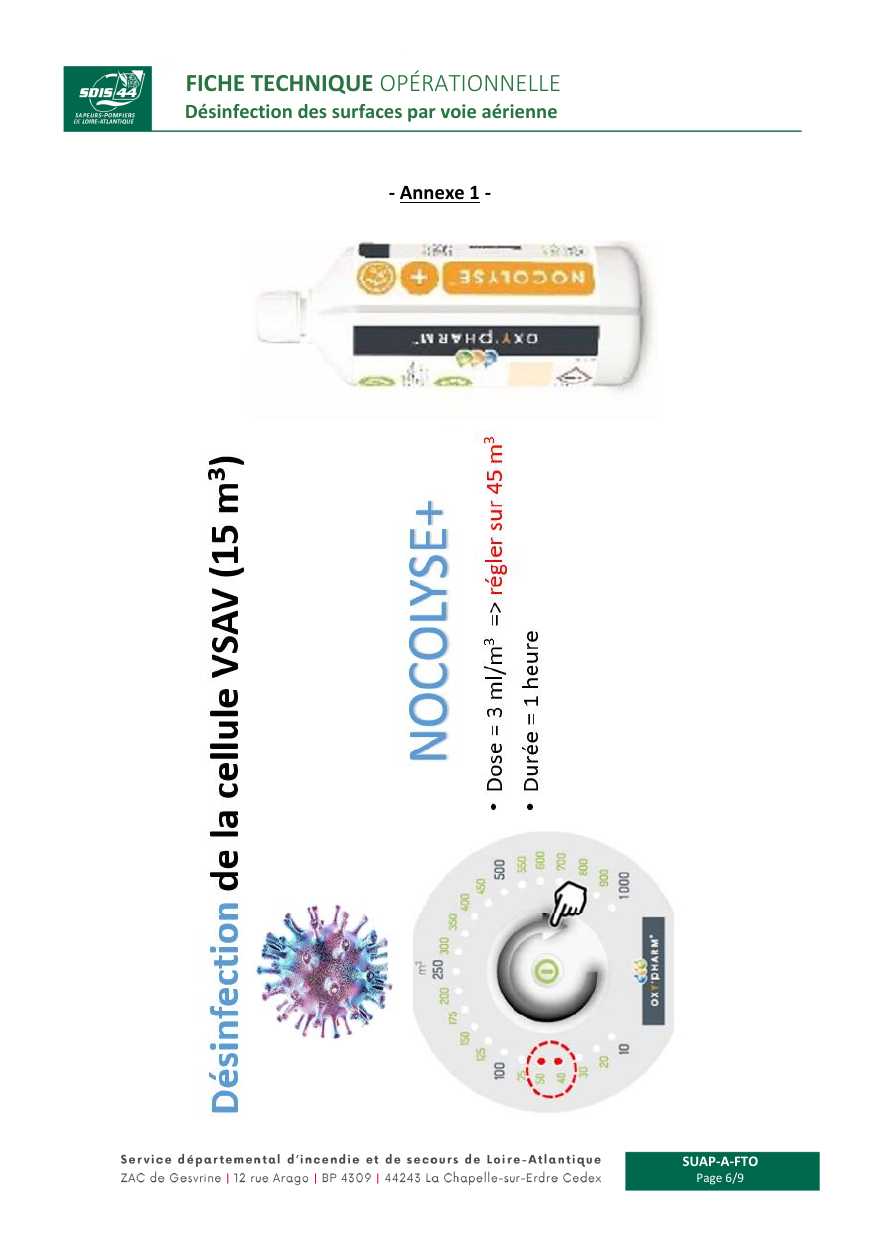 SDIS 44
SAPEURS-POMPIERS
DE LOIRE-ATLANTIQUE
FICHE TECHNIQUE OPÉRATIONNELLE
Désinfection des surfaces par voie aérienne
- Annexe 1 -
Désinfection de la cellule VSAV (15 m³)
NOCOLYSE+
• Dose = 3 ml/m³ => régler sur 45 m³
• Durée = 1 heure
NOCOLYSE™ +
OXY'PHARM™
m³
10
20
30
40
50
75
100
125
150
175
200
250
300
350
400
450
500
550
600
700
800
900
1000
OXY'PHARM®
Service départemental d'incendie et de secours de Loire-Atlantique
ZAC de Gesvrine | 12 rue Arago | BP 4309 | 44243 La Chapelle-sur-Erdre Cedex
SUAP-A-FTO
Page 6/9